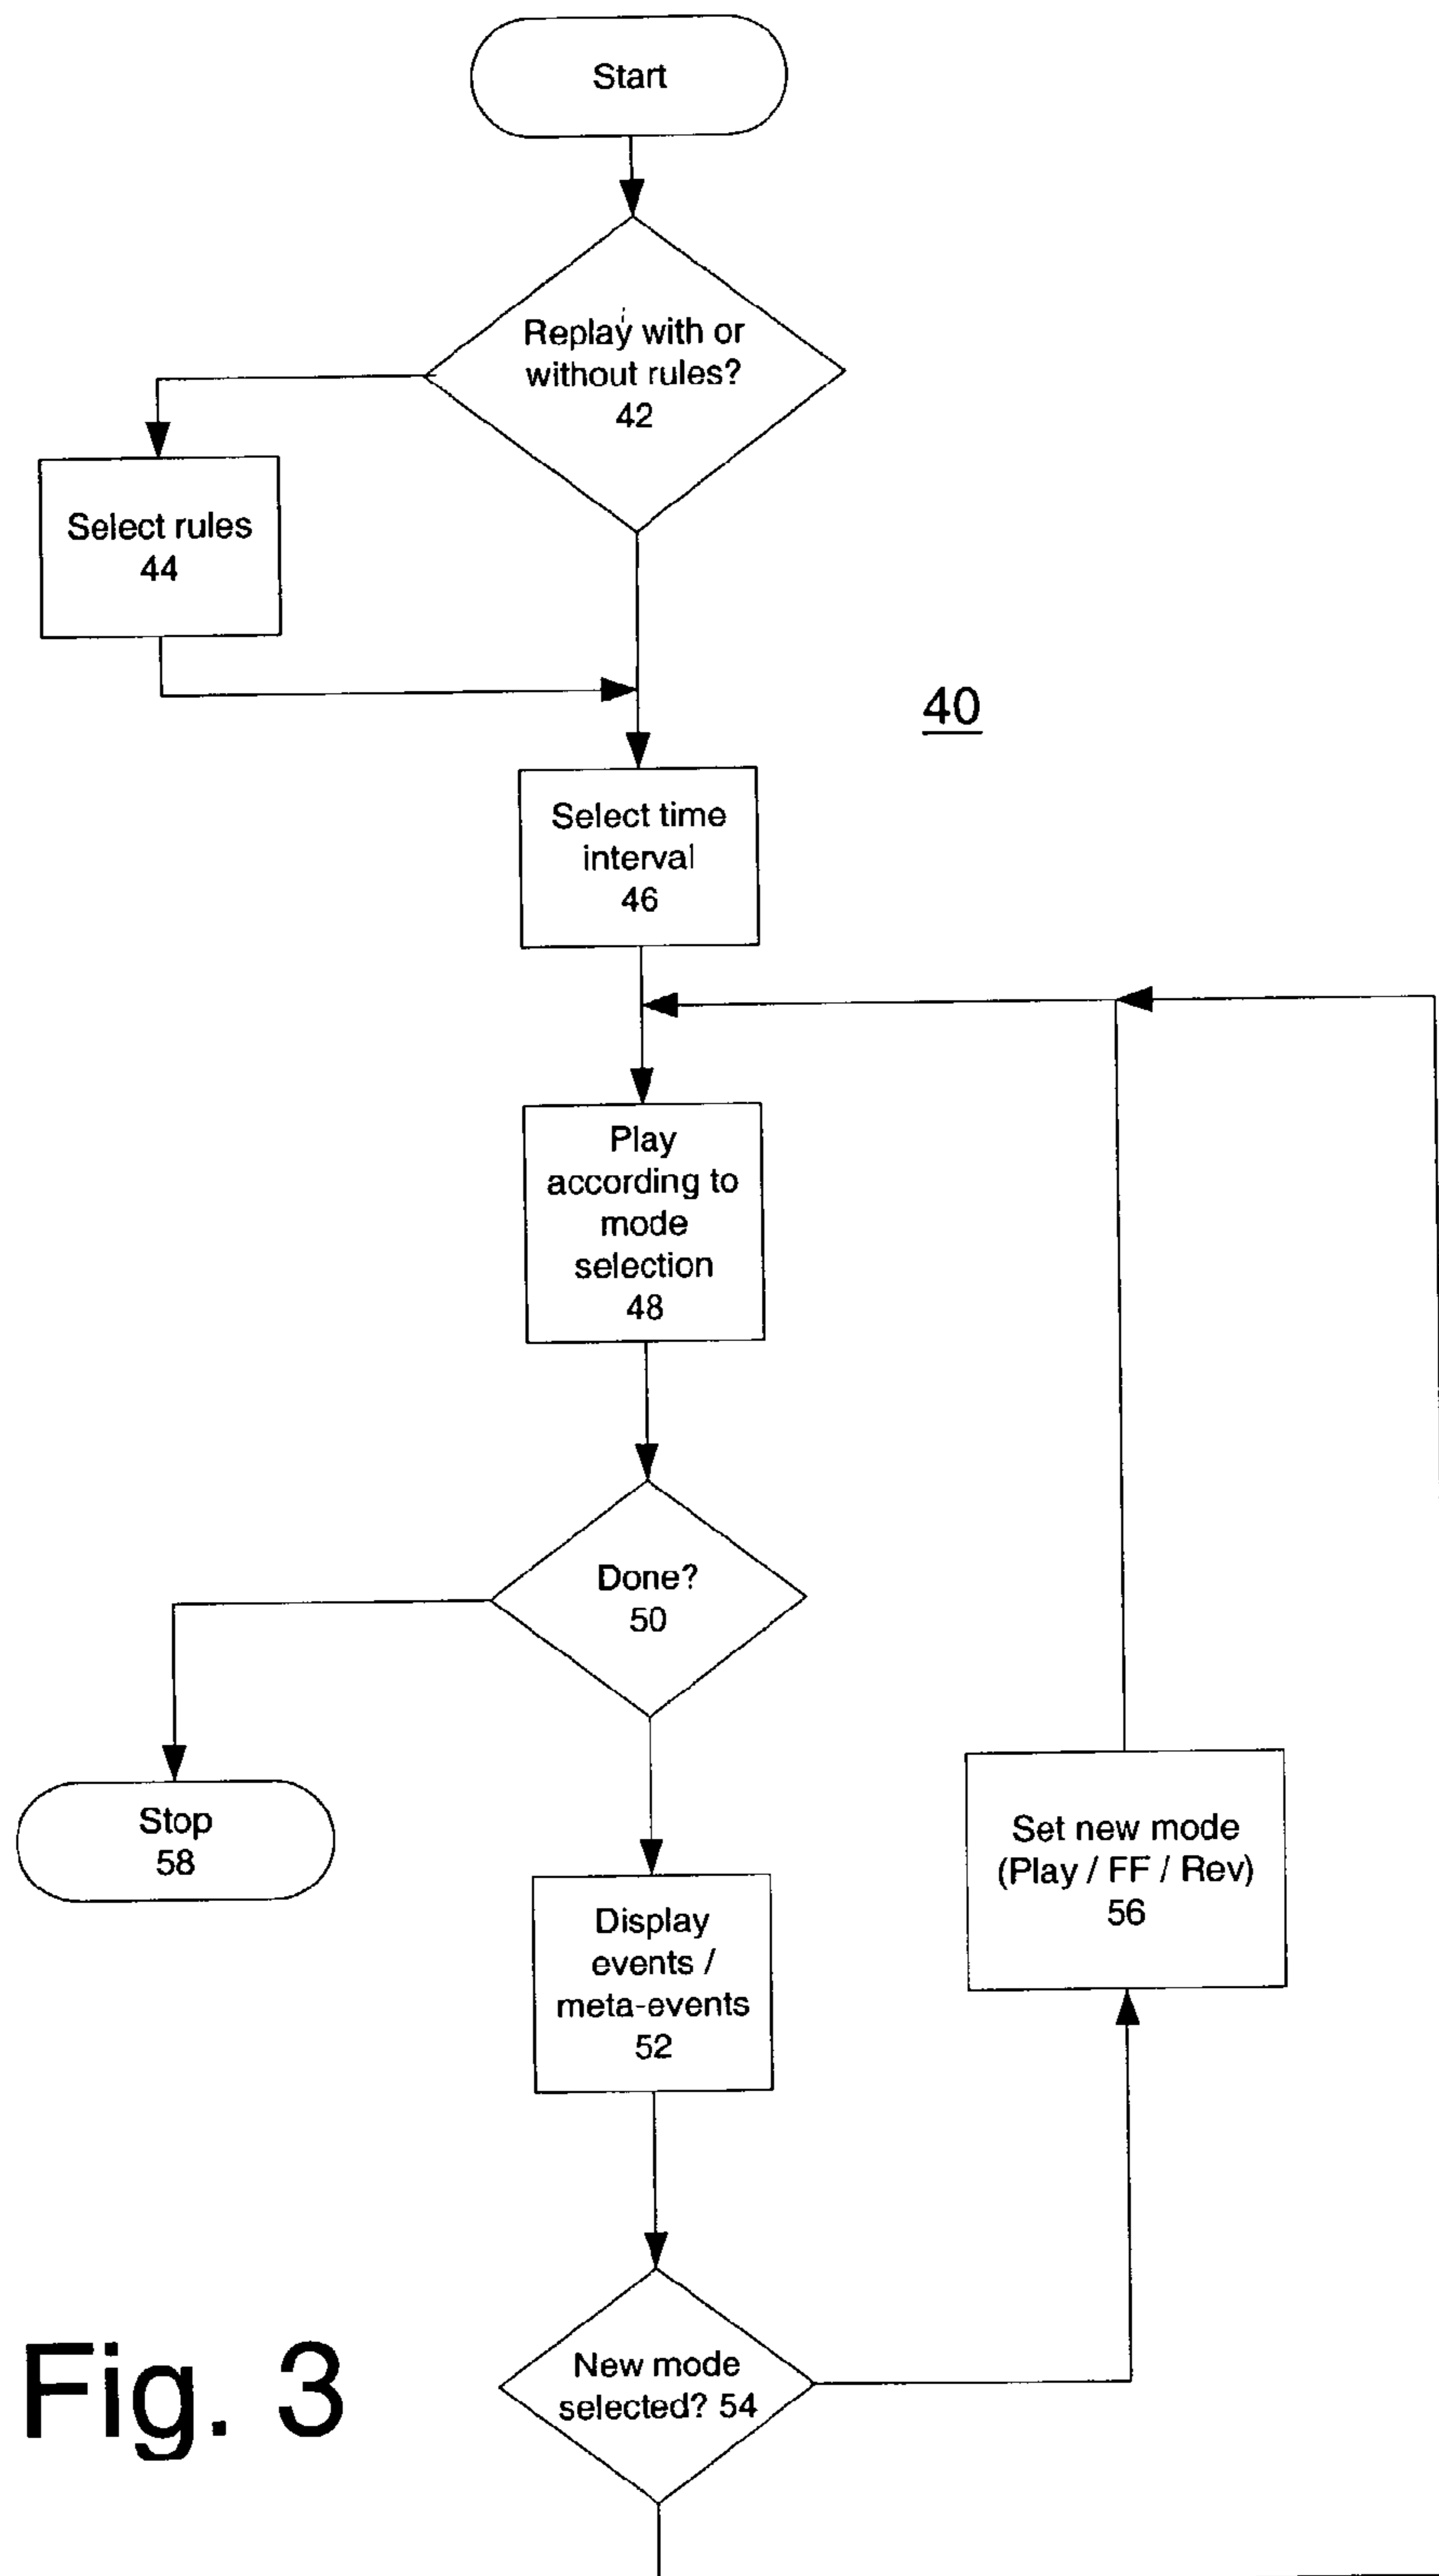 Start
Replay with or
without rules?
42
Select rules
44
40
Select time
interval
46
Play
according to
mode
selection
48
Done?
50
Stop
58
Set new mode
(Play / FF / Rev)
56
Display
events /
meta-events
52
New mode
selected? 54
Fig. 3